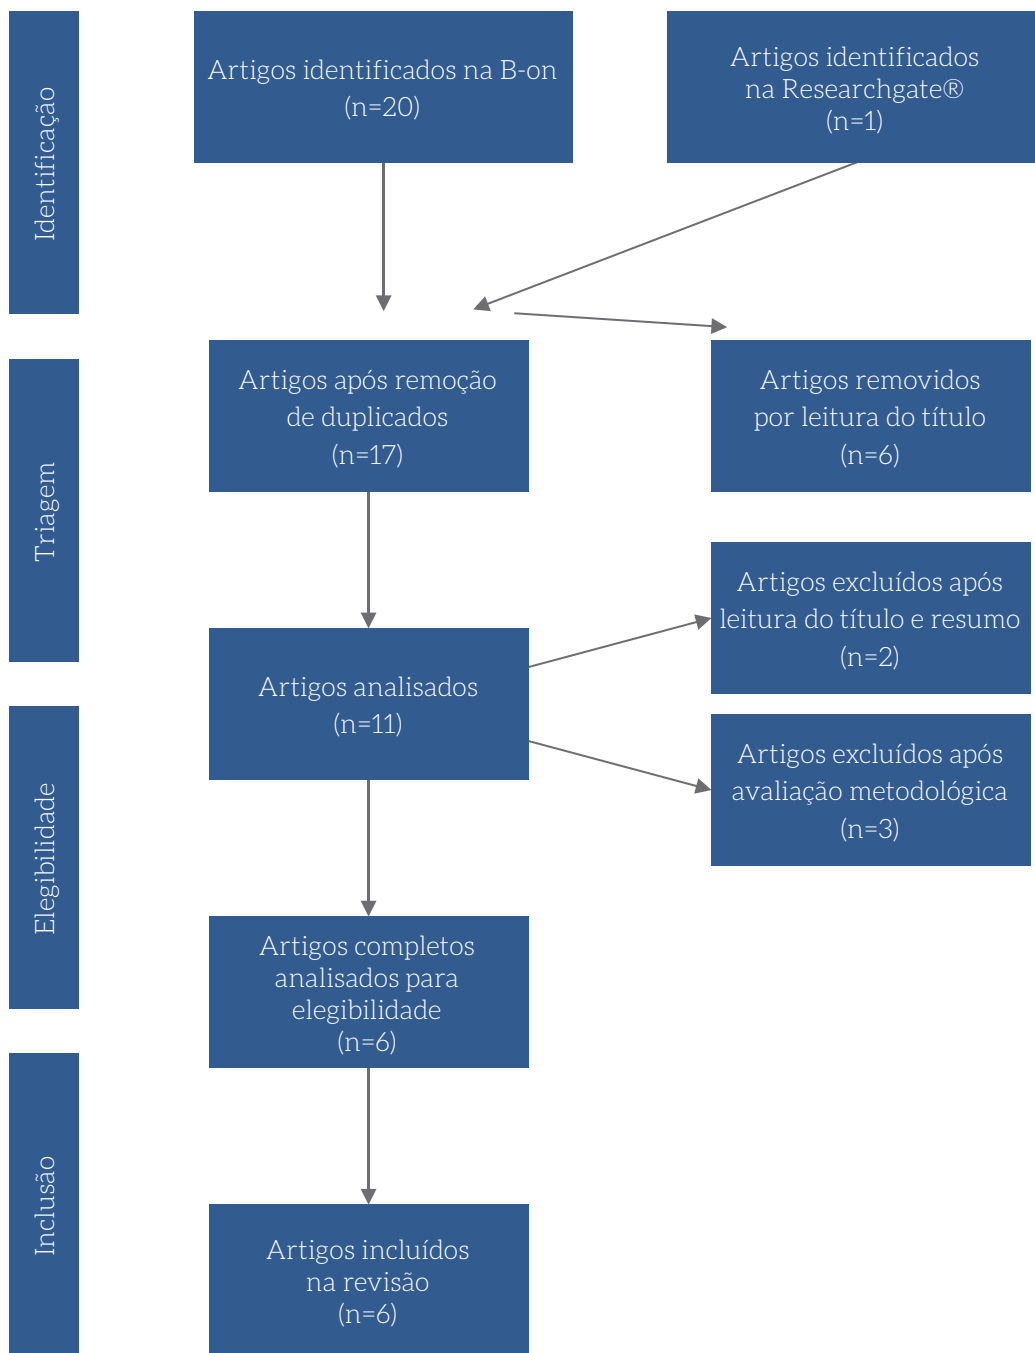 Identificação
Artigos identificados na B-on
(n=20)
Artigos identificados
na Researchgate®
(n=1)
Triagem
Artigos após remoção
de duplicados
(n=17)
Artigos removidos
por leitura do título
(n=6)
Artigos excluídos após
leitura do título e resumo
(n=2)
Artigos analisados
(n=11)
Elegibilidade
Artigos excluídos após
avaliação metodológica
(n=3)
Artigos completos
analisados para
elegibilidade
(n=6)
Inclusão
Artigos incluídos
na revisão
(n=6)